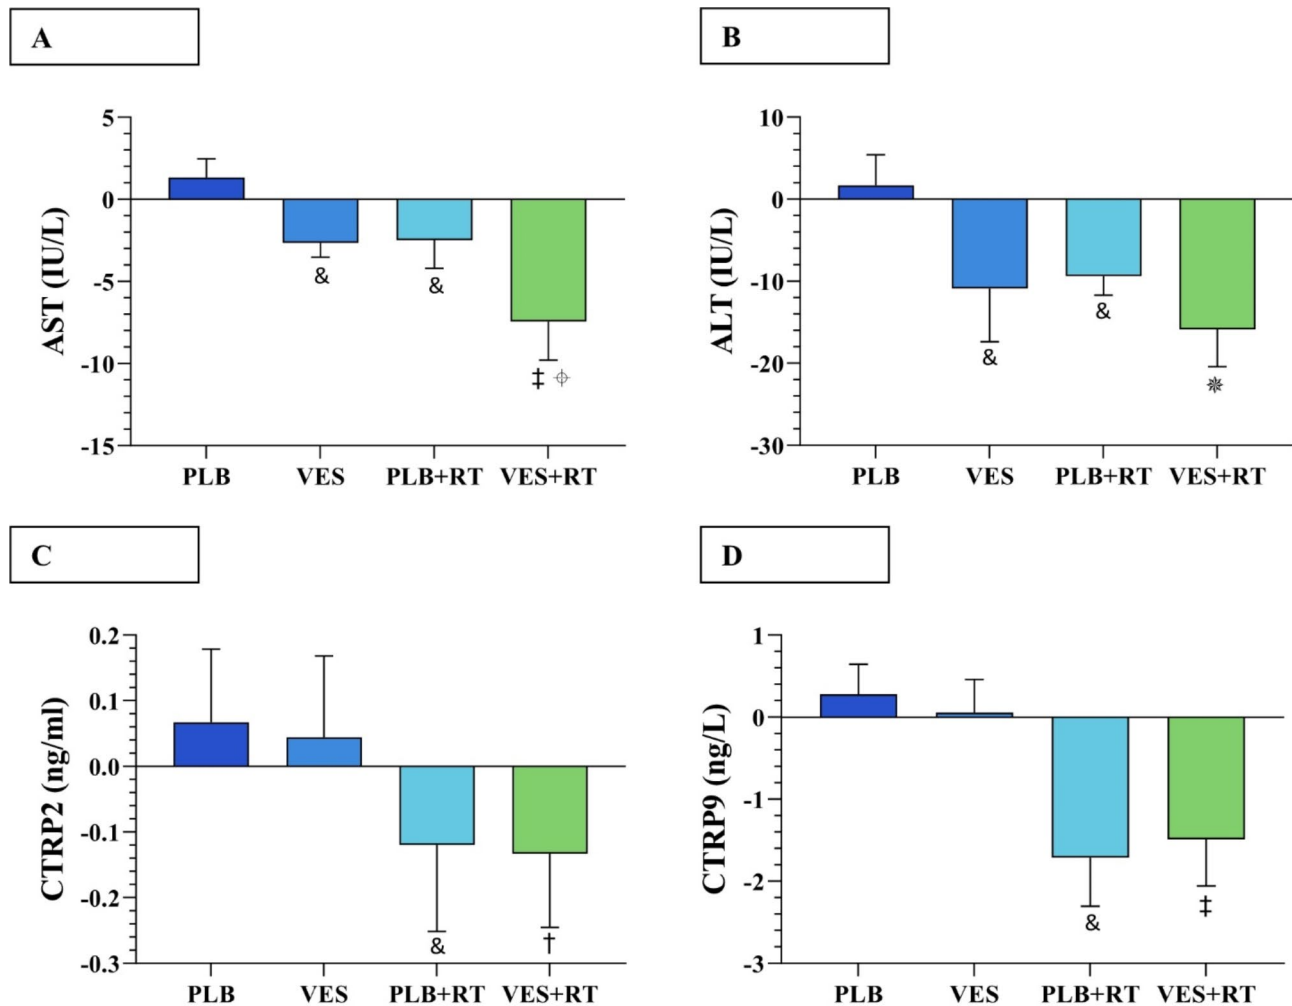 A
AST (IU/L)
5
0
-5
-10
-15
&
&
‡ ⌖
PLB VES PLB+RT VES+RT
B
ALT (IU/L)
10
0
-10
-20
-30
&
&
✵
PLB VES PLB+RT VES+RT
C
CTRP2 (ng/ml)
0.2
0.1
0.0
-0.1
-0.2
-0.3
&
†
PLB VES PLB+RT VES+RT
D
CTRP9 (ng/L)
1
0
-1
-2
-3
&
‡
PLB VES PLB+RT VES+RT